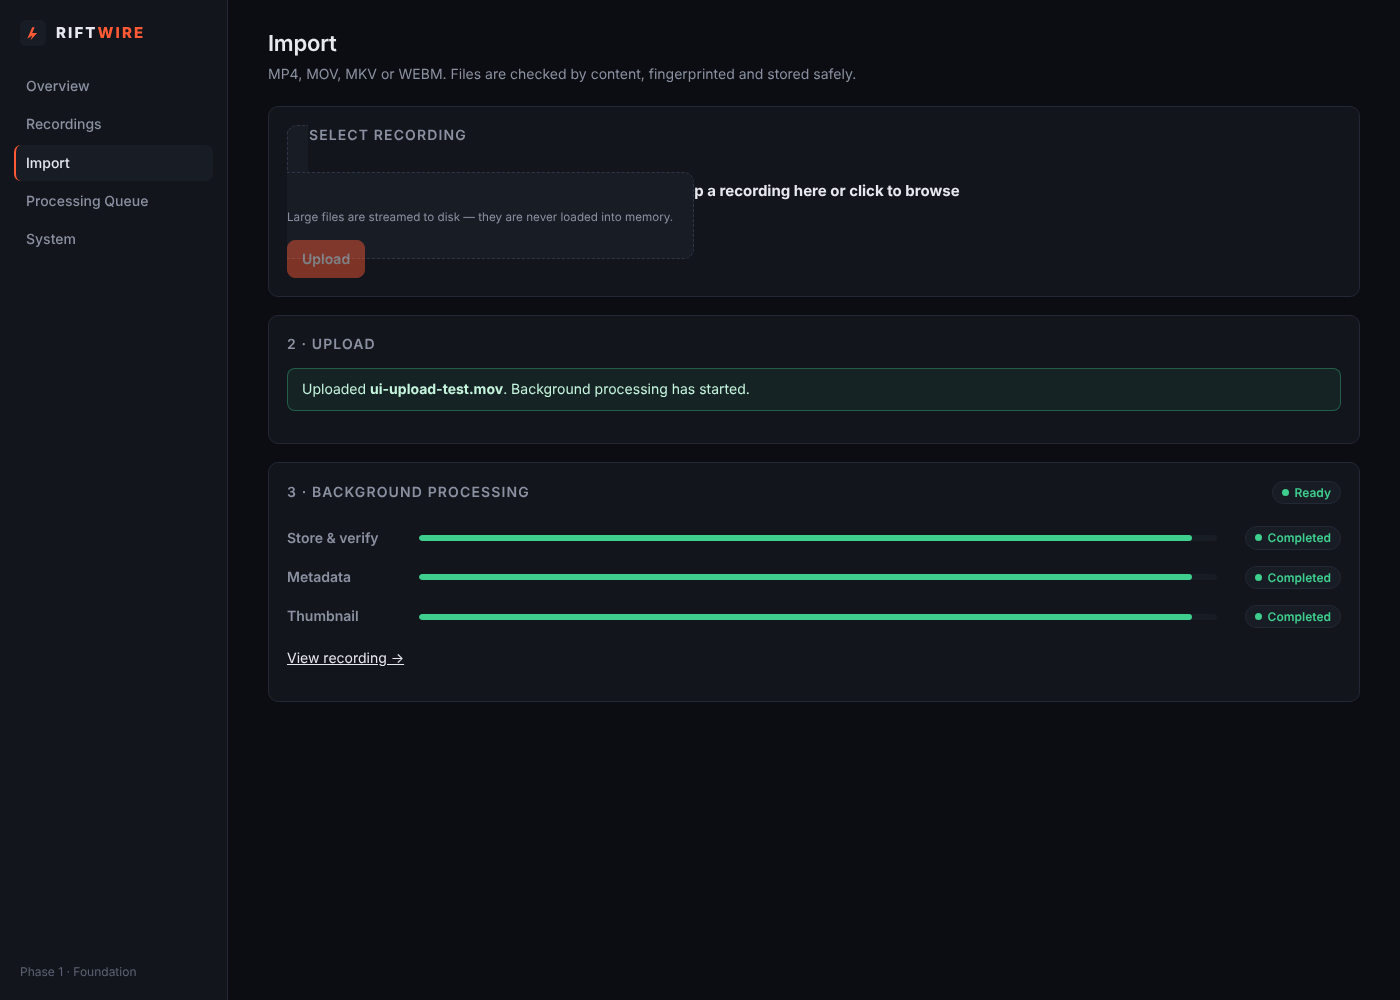 RIFTWIRE
Overview
Recordings
Import
Processing Queue
System
Phase 1 · Foundation
Import
MP4, MOV, MKV or WEBM. Files are checked by content, fingerprinted and stored safely.
SELECT RECORDING
a recording here or click to browse
Large files are streamed to disk — they are never loaded into memory.
Upload
2 · UPLOAD
Uploaded ui-upload-test.mov. Background processing has started.
3 · BACKGROUND PROCESSING
Ready
Store & verify
Completed
Metadata
Completed
Thumbnail
Completed
View recording →